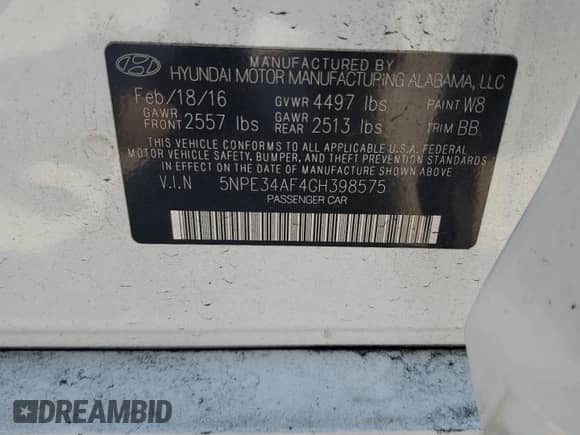 MANUFACTURED BY
HYUNDAI MOTOR MANUFACTURING ALABAMA, LLC
Feb/18/16 GVWR 4497 lbs PAINT W8
GAWR FRONT 2557 lbs GAWR REAR 2513 lbs TRIM BB
THIS VEHICLE CONFORMS TO ALL APPLICABLE U.S.A. FEDERAL
MOTOR VEHICLE SAFETY, BUMPER, AND THEFT PREVENTION STANDARDS
IN EFFECT ON THE DATE OF MANUFACTURE SHOWN ABOVE.
V.I.N 5NPE34AF4GH398575
PASSENGER CAR
DREAMBID